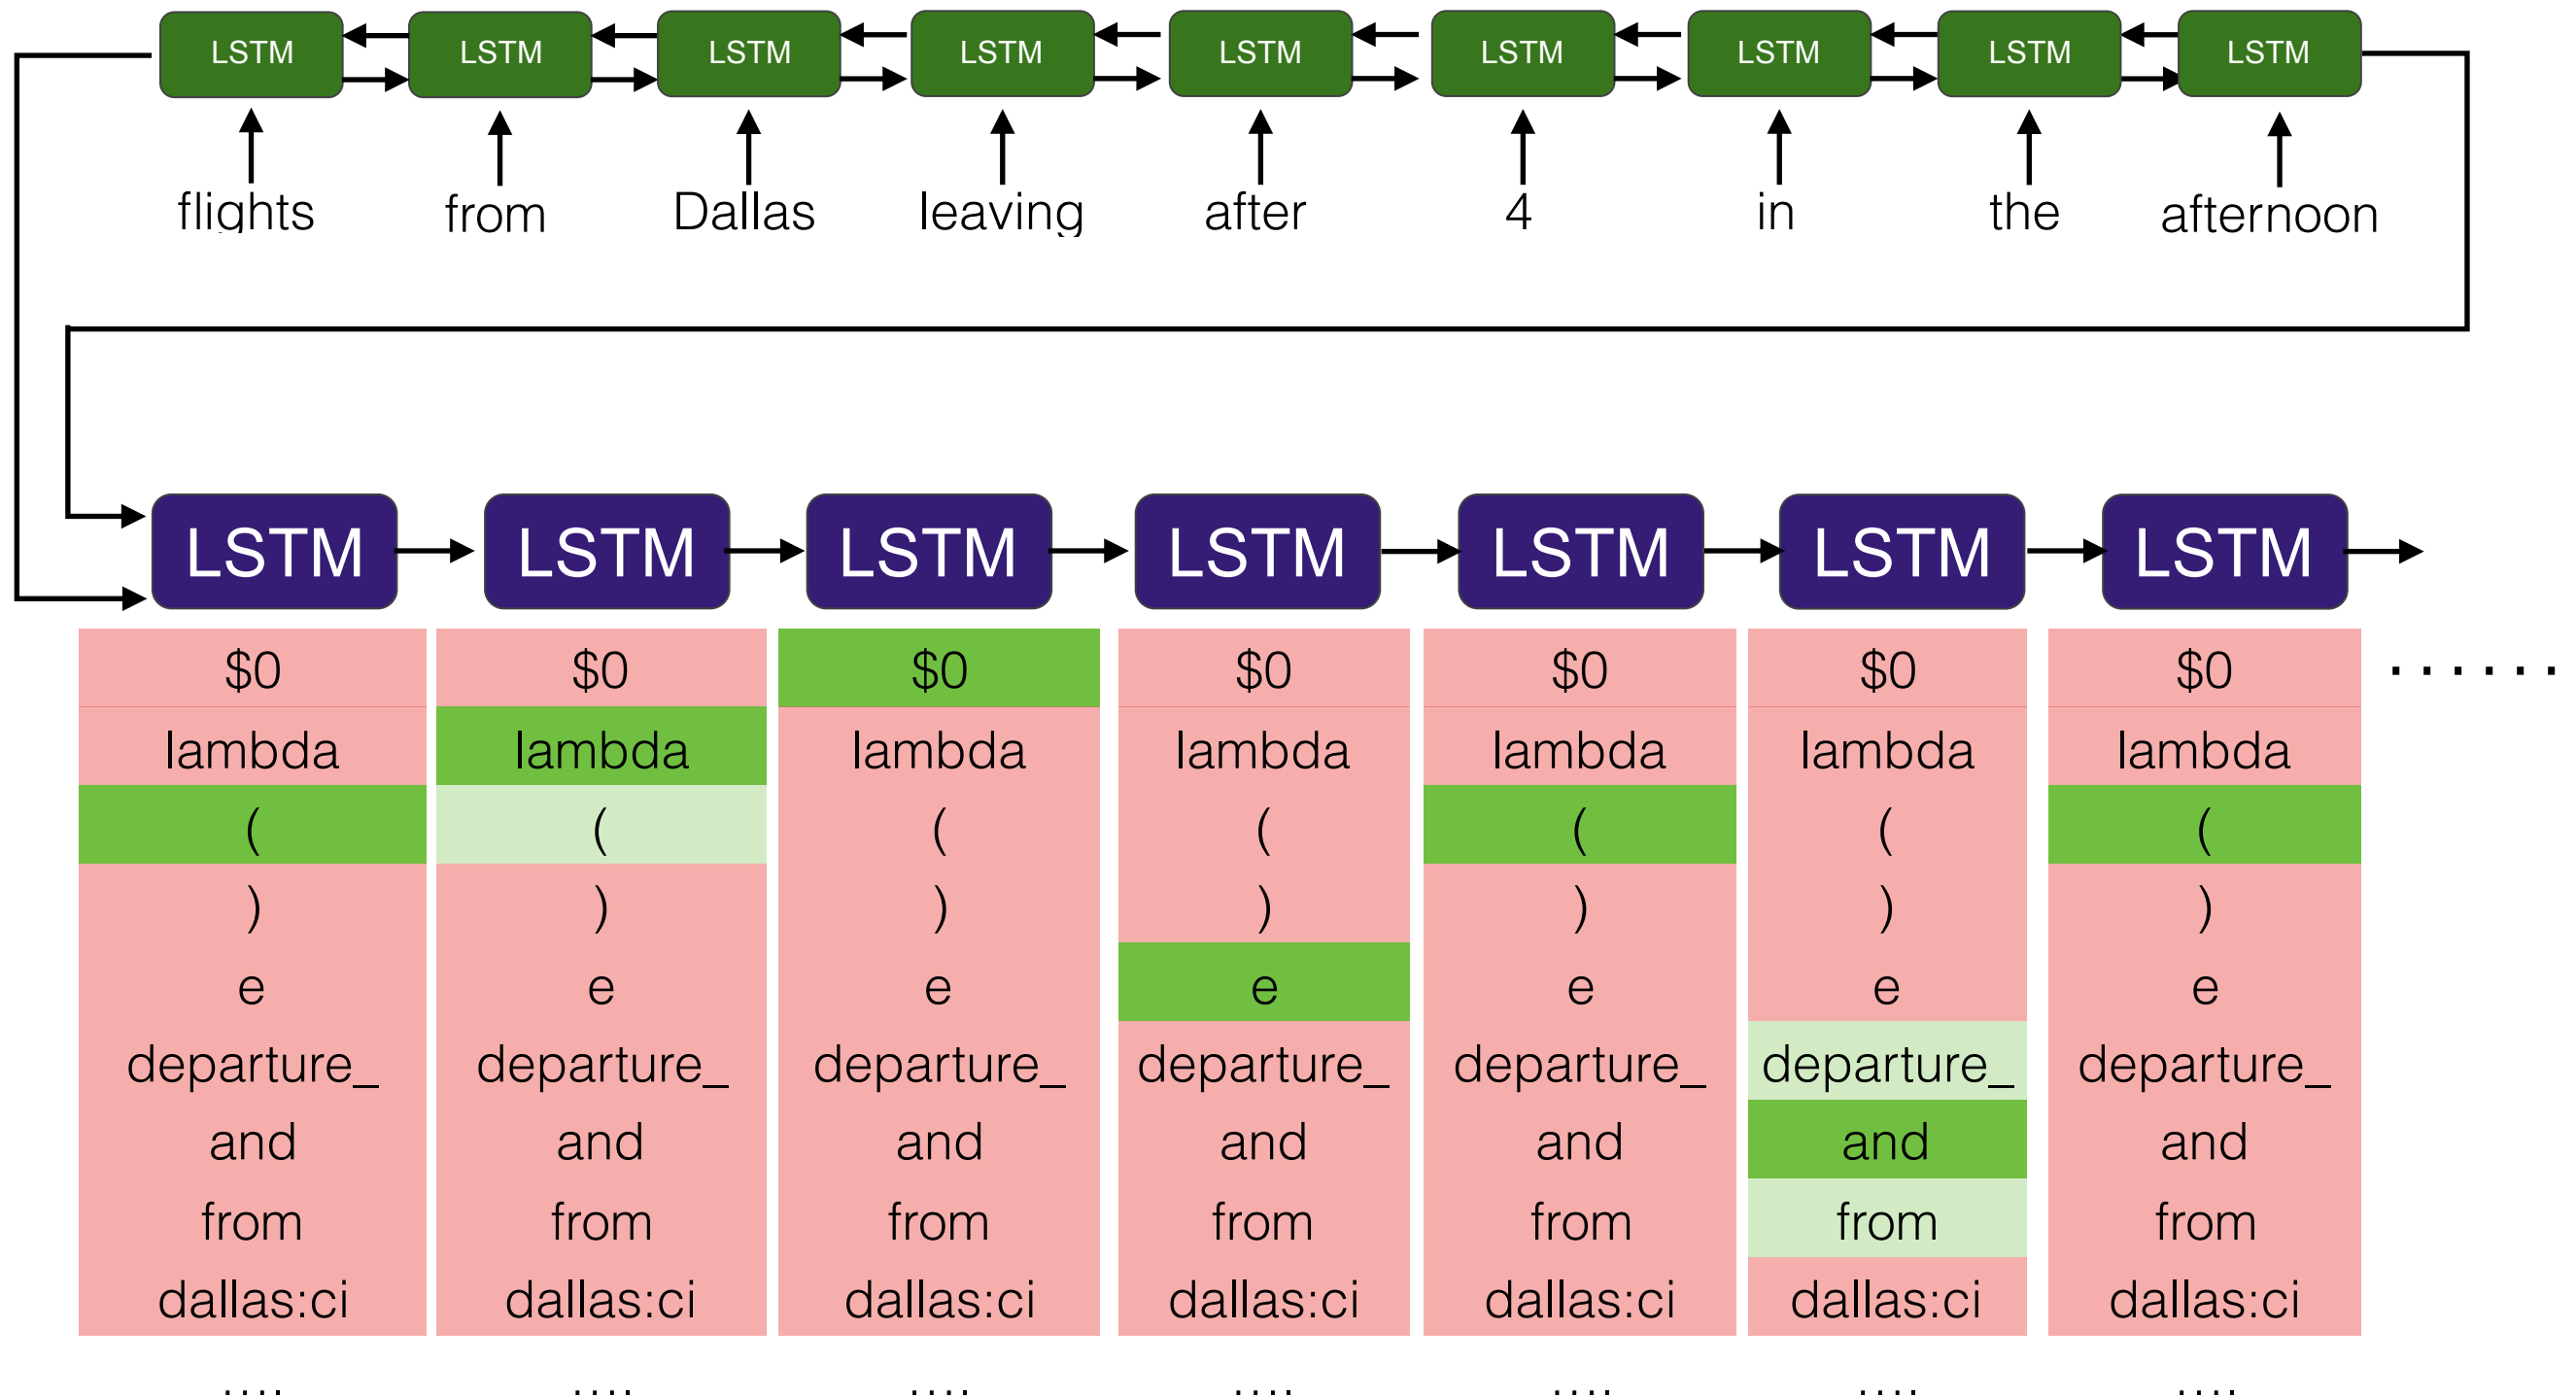 LSTM LSTM LSTM LSTM LSTM LSTM LSTM LSTM LSTM
flights from Dallas leaving after 4 in the afternoon
LSTM LSTM LSTM LSTM LSTM LSTM LSTM
$0 $0 $0 $0 $0 $0 $0 ......
lambda lambda lambda lambda lambda lambda lambda
( ( ( ( ( ( (
) ) ) ) ) ) )
e e e e e e e
departure_ departure_ departure_ departure_ departure_ departure_ departure_
and and and and and and and
from from from from from from from
dallas:ci dallas:ci dallas:ci dallas:ci dallas:ci dallas:ci dallas:ci
.... .... .... .... .... .... ....